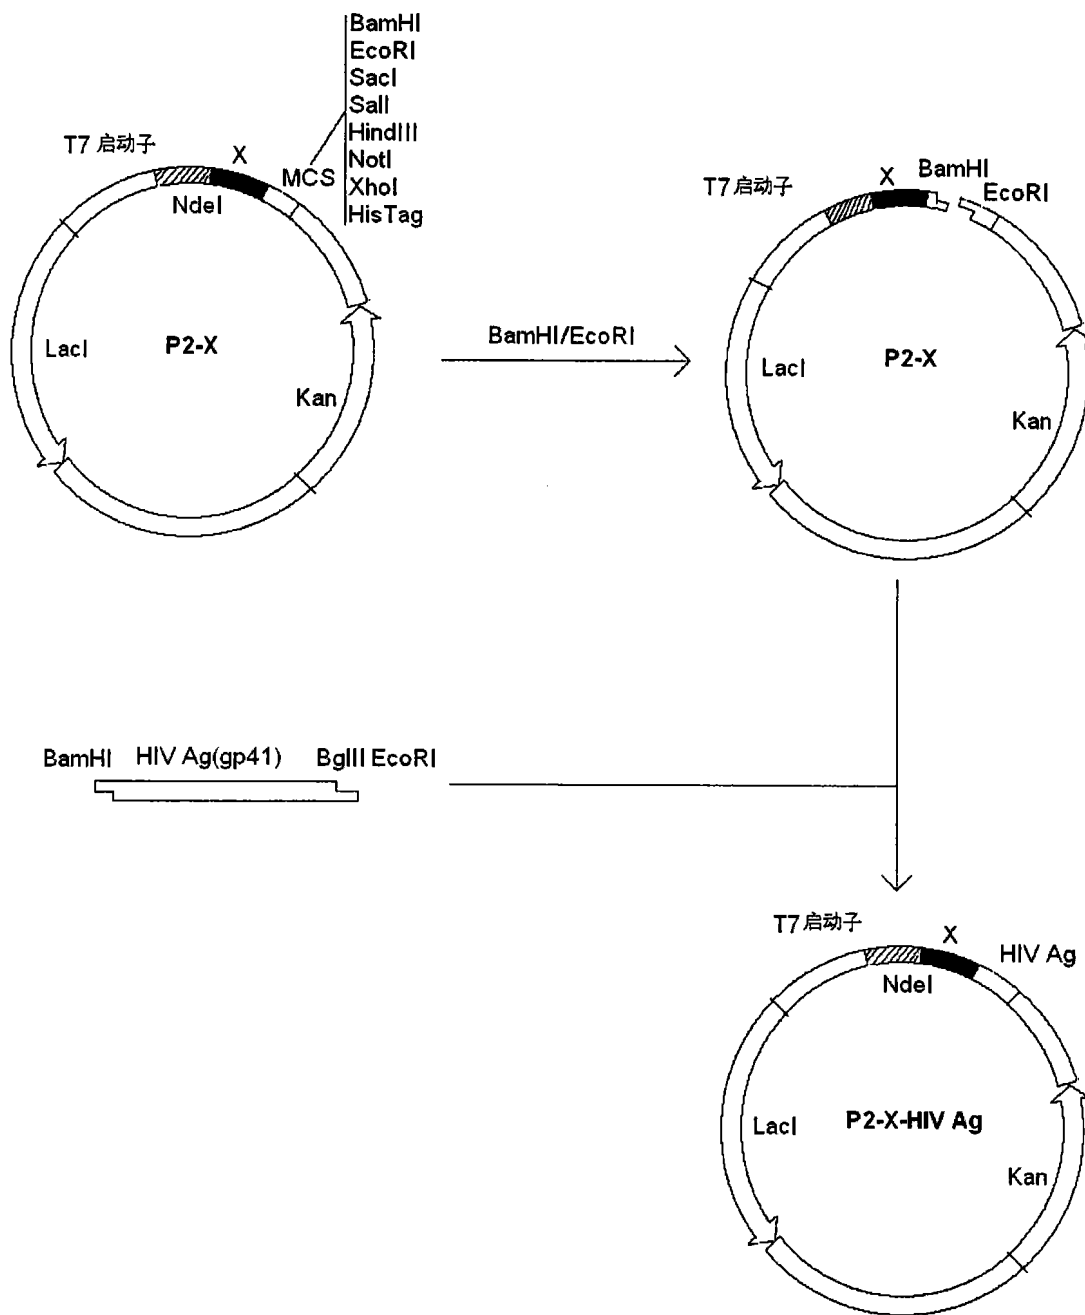 BamHI
EcoRI
SacI
SalI
HindIII
NotI
XhoI
HisTag
T7 启动子
X
MCS
NdeI
LacI
P2-X
Kan
BamHI/EcoRI
T7 启动子
X
BamHI
EcoRI
LacI
P2-X
Kan
BamHI
HIV Ag(gp41)
BglII EcoRI
T7 启动子
X
HIV Ag
NdeI
LacI
P2-X-HIV Ag
Kan